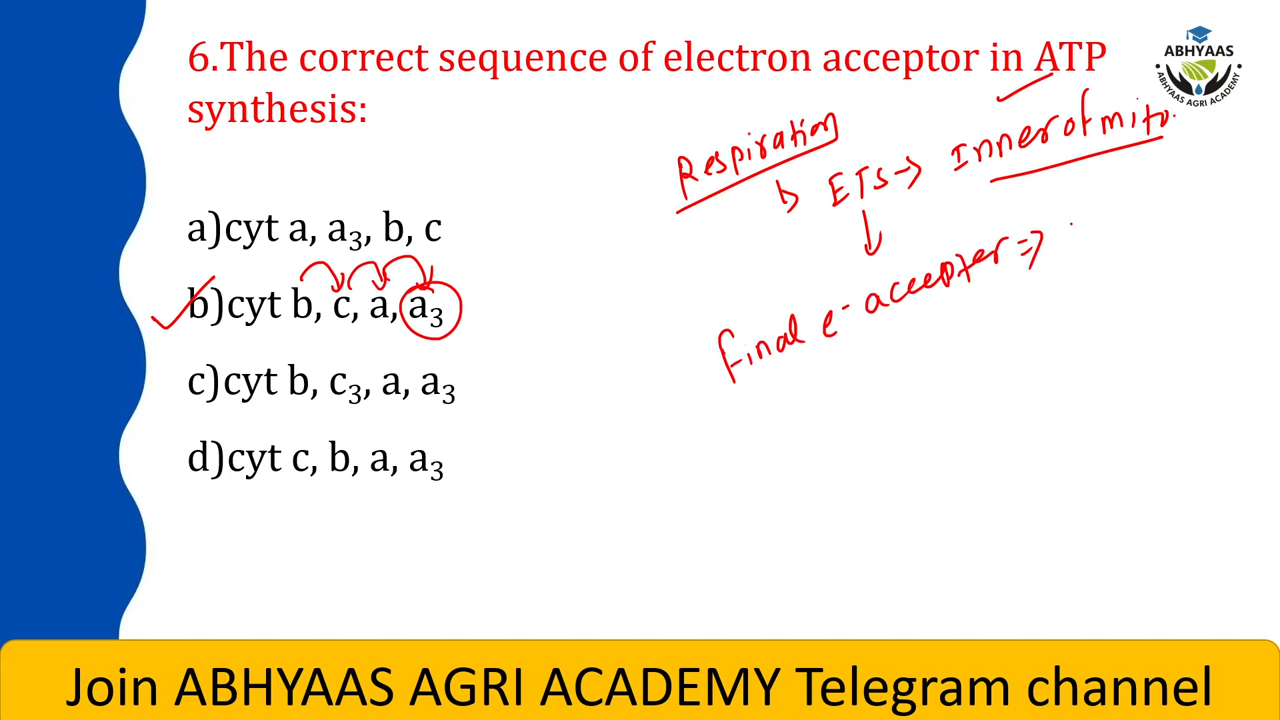 6.The correct sequence of electron acceptor in ATP
synthesis:
ABHYAAS
ABHYAAS AGRI ACADEMY
Respiration
ETS → Inner of mito.
final e- accepter ⇒
a)cyt a, a₃, b, c
b)cyt b, c, a, a₃
c)cyt b, c₃, a, a₃
d)cyt c, b, a, a₃
Join ABHYAAS AGRI ACADEMY Telegram channel